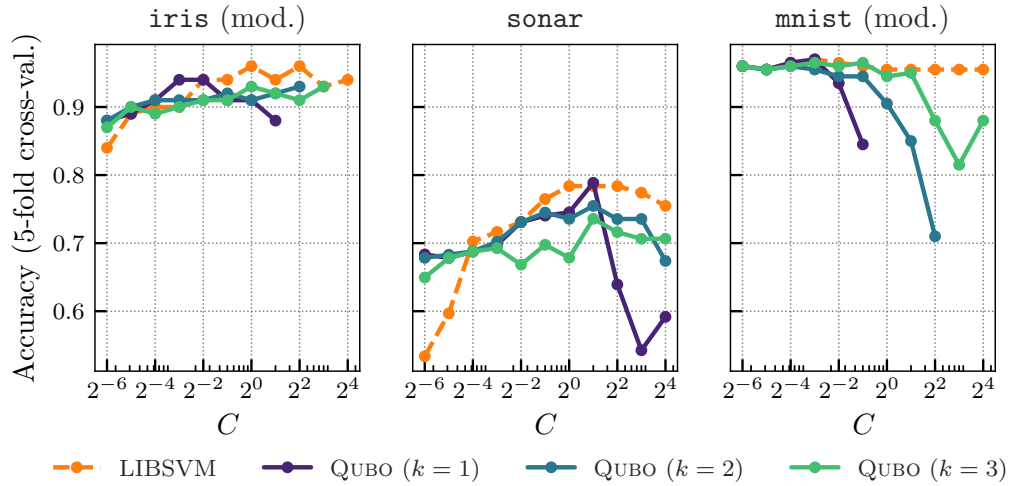 iris (mod.)
sonar
mnist (mod.)
Accuracy (5-fold cross-val.)
0.9
0.8
0.7
0.6
2^−6 2^−4 2^−2 2^0 2^2 2^4
2^−6 2^−4 2^−2 2^0 2^2 2^4
2^−6 2^−4 2^−2 2^0 2^2 2^4
C
C
C
LIBSVM
QUBO (k = 1)
QUBO (k = 2)
QUBO (k = 3)